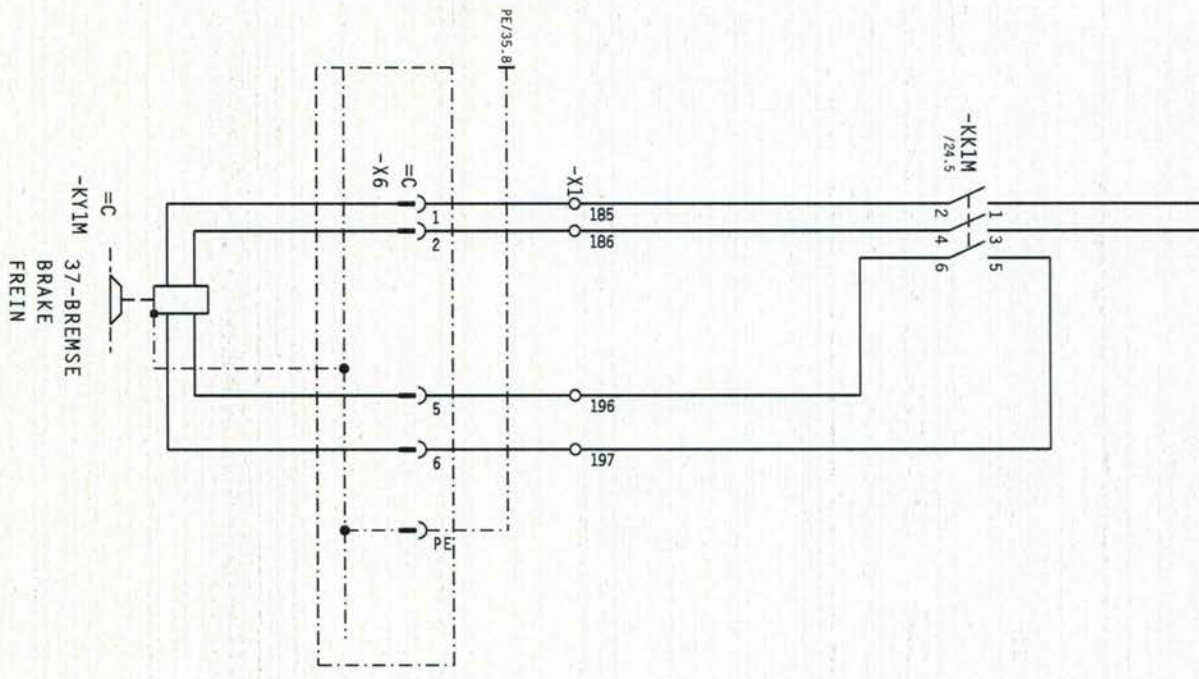 PE/35.8
-KK1M
/24.5
1
2
3
4
5
6
-X1
185
186
196
197
=C
-X6
1
2
5
6
PE
=C
-KY1M
37-BREMSE
BRAKE
FREIN